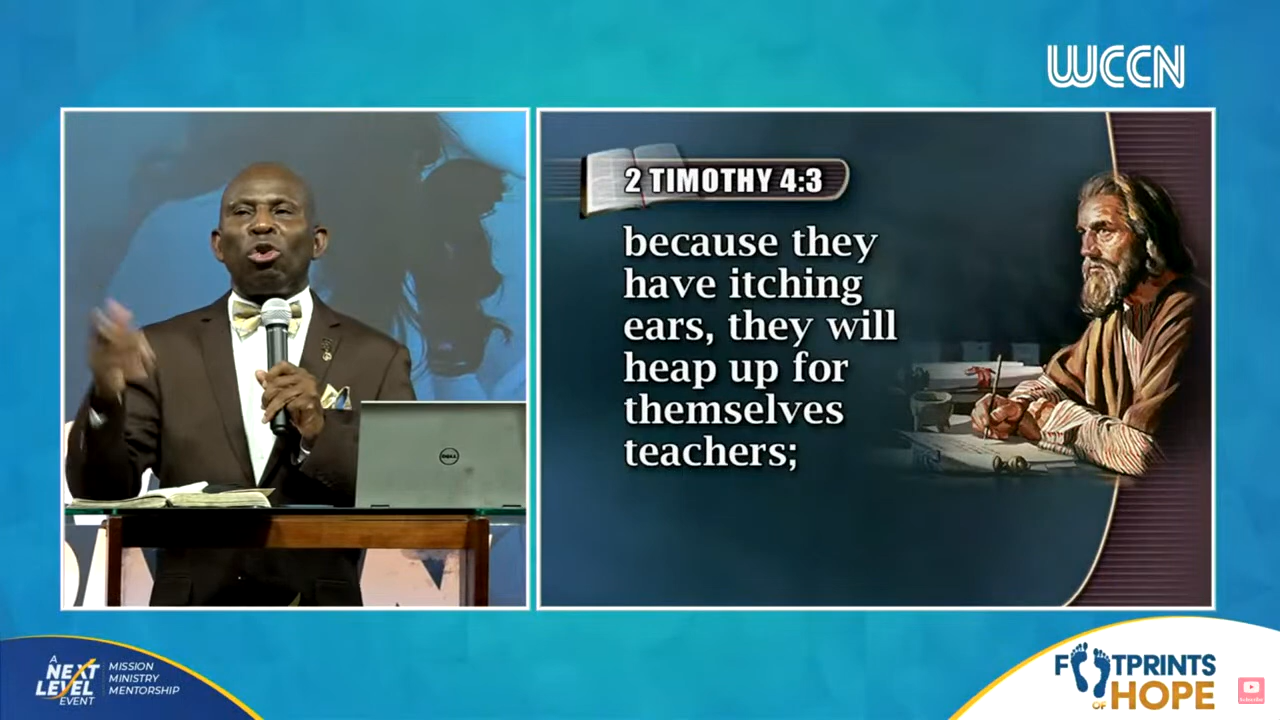 WCCN
2 TIMOTHY 4:3
because they
have itching
ears, they will
heap up for
themselves
teachers;
DELL
A
NEXT
LEVEL
EVENT
MISSION
MINISTRY
MENTORSHIP
FOOTPRINTS
OF HOPE
Subscribe